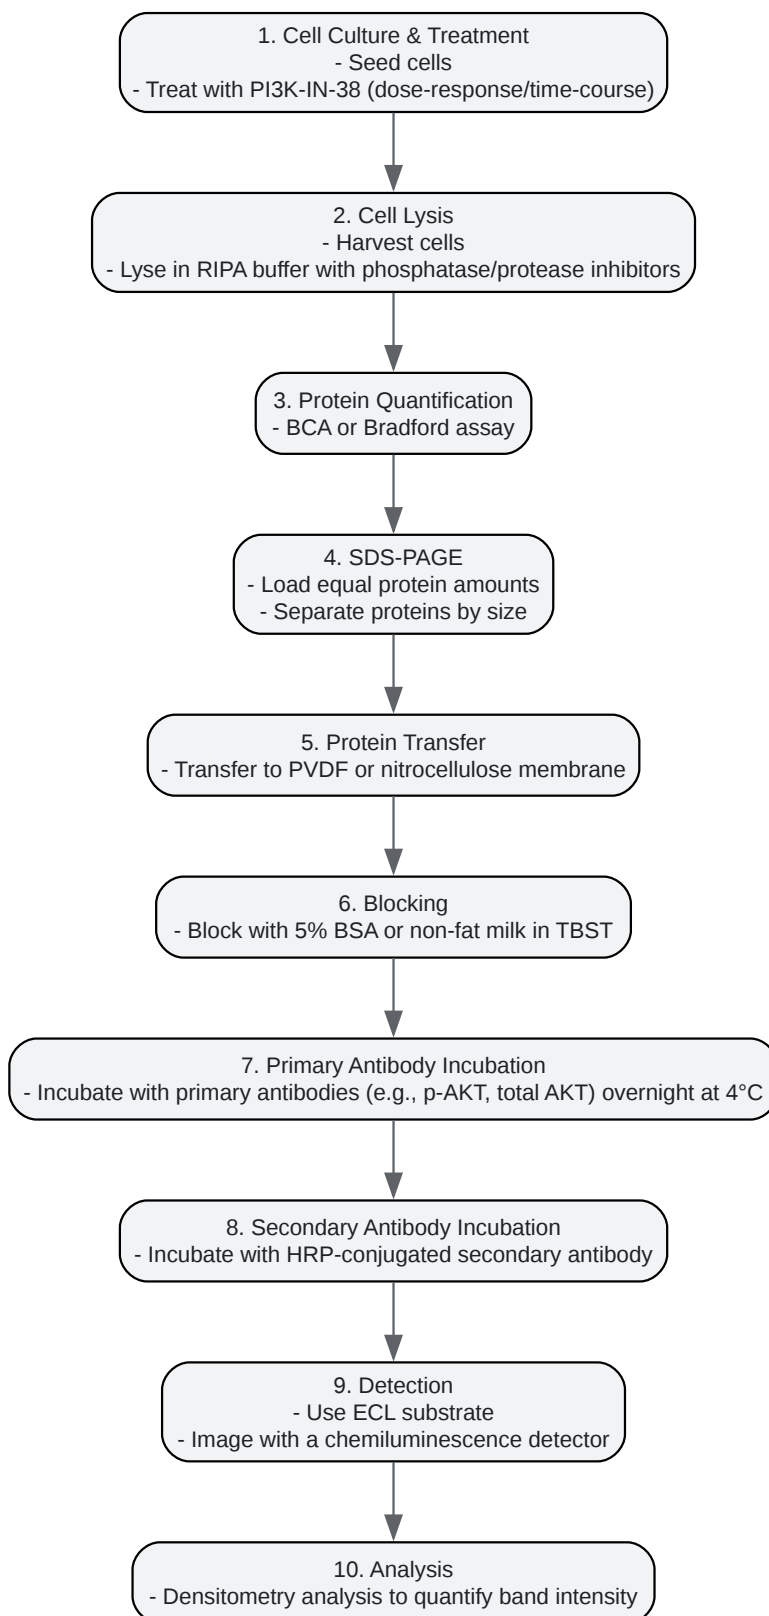 1. Cell Culture & Treatment
- Seed cells
- Treat with PI3K-IN-38 (dose-response/time-course)
2. Cell Lysis
- Harvest cells
- Lyse in RIPA buffer with phosphatase/protease inhibitors
3. Protein Quantification
- BCA or Bradford assay
4. SDS-PAGE
- Load equal protein amounts
- Separate proteins by size
5. Protein Transfer
- Transfer to PVDF or nitrocellulose membrane
6. Blocking
- Block with 5% BSA or non-fat milk in TBST
7. Primary Antibody Incubation
- Incubate with primary antibodies (e.g., p-AKT, total AKT) overnight at 4°C
8. Secondary Antibody Incubation
- Incubate with HRP-conjugated secondary antibody
9. Detection
- Use ECL substrate
- Image with a chemiluminescence detector
10. Analysis
- Densitometry analysis to quantify band intensity